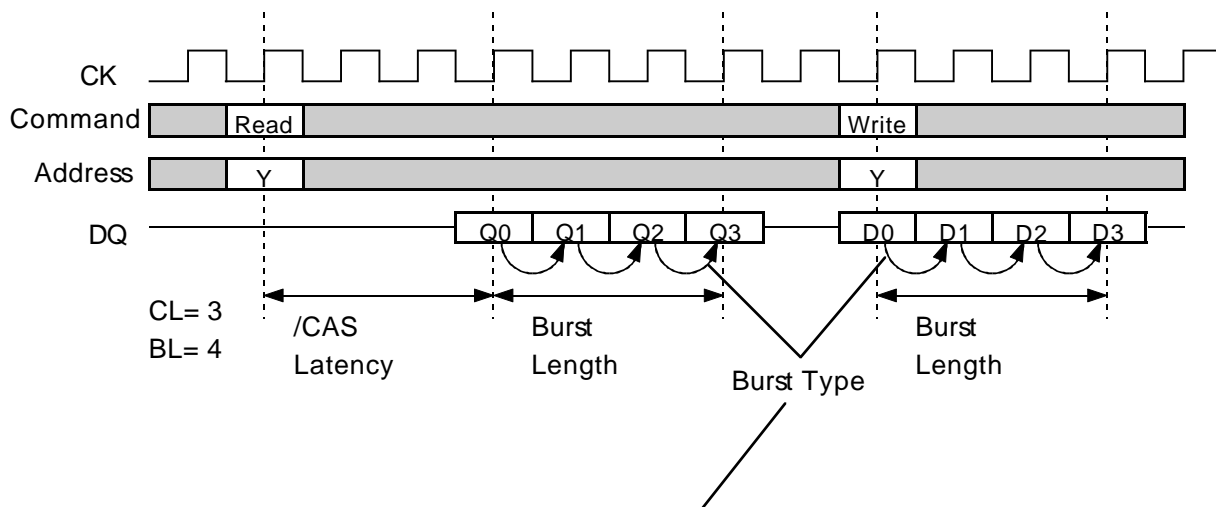 CK
Command Read Write
Address Y Y
DQ Q0 Q1 Q2 Q3 D0 D1 D2 D3
CL= 3 /CAS Burst Burst
BL= 4 Latency Length Length
Burst Type